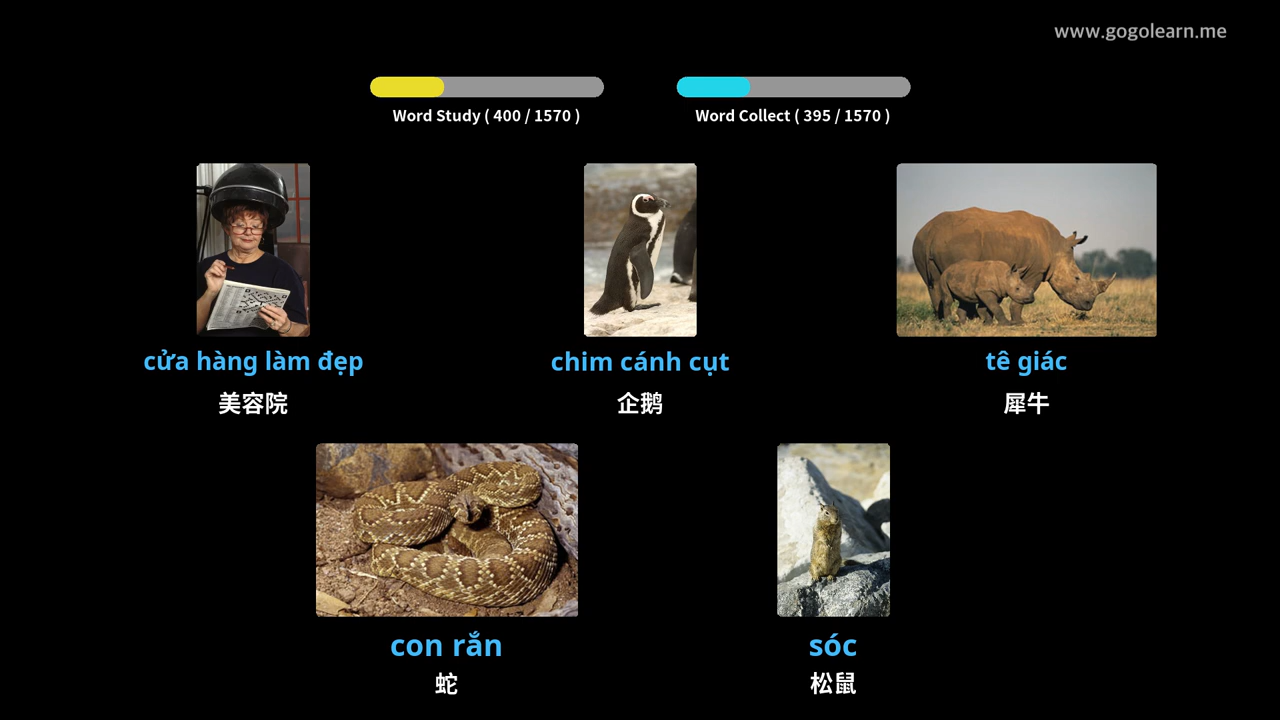 www.gogolearn.me
Word Study ( 400 / 1570 )
Word Collect ( 395 / 1570 )
cửa hàng làm đẹp
美容院
chim cánh cụt
企鹅
tê giác
犀牛
con rắn
蛇
sóc
松鼠